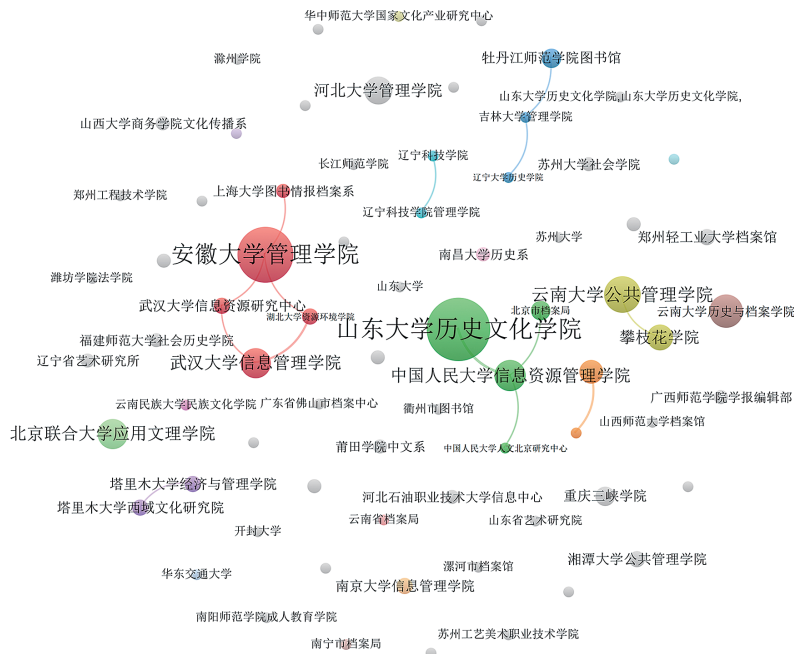 华中师范大学国家文化产业研究中心
滁州学院
牡丹江师范学院图书馆
河北大学管理学院
山东大学历史文化学院,山东大学历史文化学院,
吉林大学管理学院
山西大学商务学院文化传播系
长江师范学院
辽宁科技学院
苏州大学社会学院
辽宁大学历史学院
郑州工程技术学院
上海大学图书情报档案系
辽宁科技学院管理学院
苏州大学
郑州轻工业大学档案馆
安徽大学管理学院
南昌大学历史系
潍坊学院法学院
山东大学
云南大学公共管理学院
武汉大学信息资源研究中心
北京市档案局
云南大学历史与档案学院
湖北大学资源环境学院
山东大学历史文化学院
福建师范大学社会历史学院
攀枝花学院
辽宁省艺术研究所
武汉大学信息管理学院
中国人民大学信息资源管理学院
广西师范学院学报编辑部
云南民族大学民族文化学院
广东省佛山市档案中心
衢州市图书馆
山西师范大学档案馆
北京联合大学应用文理学院
莆田学院中文系
中国人民大学人文北京研究中心
塔里木大学经济与管理学院
河北石油职业技术大学信息中心
重庆三峡学院
塔里木大学西域文化研究院
云南省档案局
山东省艺术研究院
开封大学
湘潭大学公共管理学院
漯河市档案馆
华东交通大学
南京大学信息管理学院
南阳师范学院成人教育学院
苏州工艺美术职业技术学院
南宁市档案局